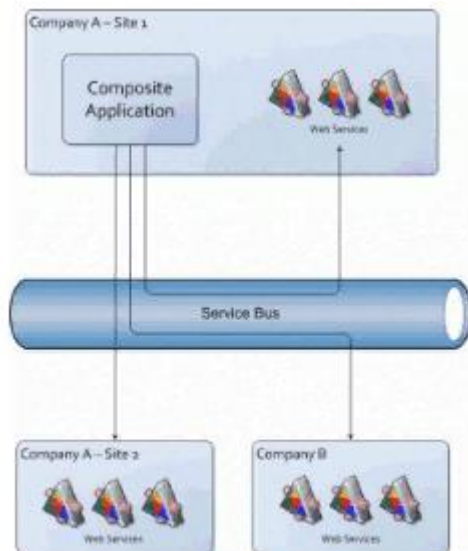 Company A – Site 1
Composite
Application
Web Services
Service Bus
Company A – Site 2
Web Services
Company B
Web Services